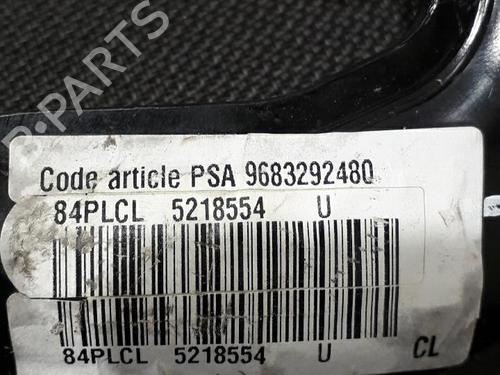 B-PARTS
Code article PSA 9683292480
84PLCL 5218554 U
84PLCL 5218554 U CL